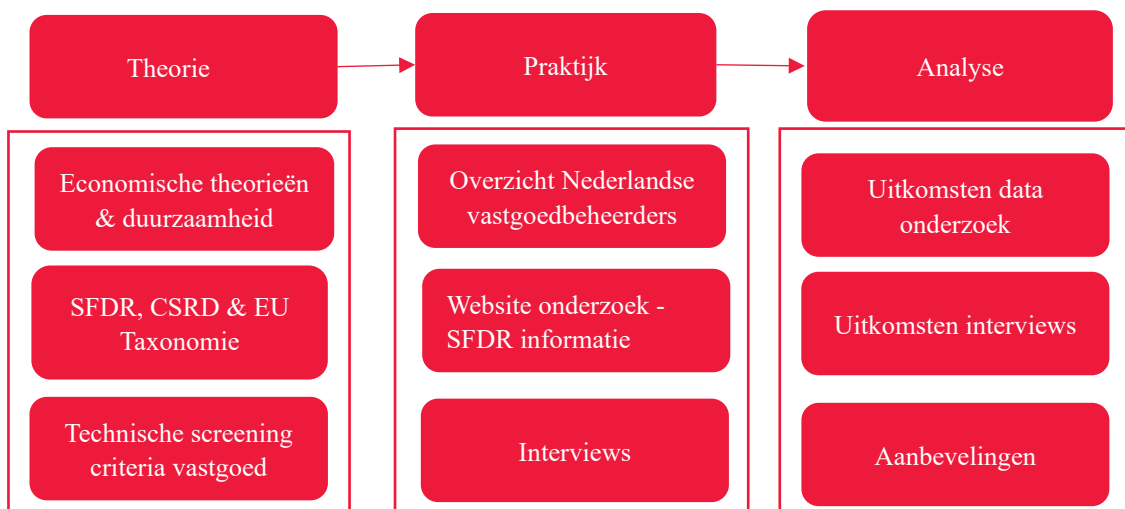 Theorie
Praktijk
Analyse
Economische theorieën
& duurzaamheid
SFDR, CSRD & EU
Taxonomie
Technische screening
criteria vastgoed
Overzicht Nederlandse
vastgoedbeheerders
Website onderzoek -
SFDR informatie
Interviews
Uitkomsten data
onderzoek
Uitkomsten interviews
Aanbevelingen